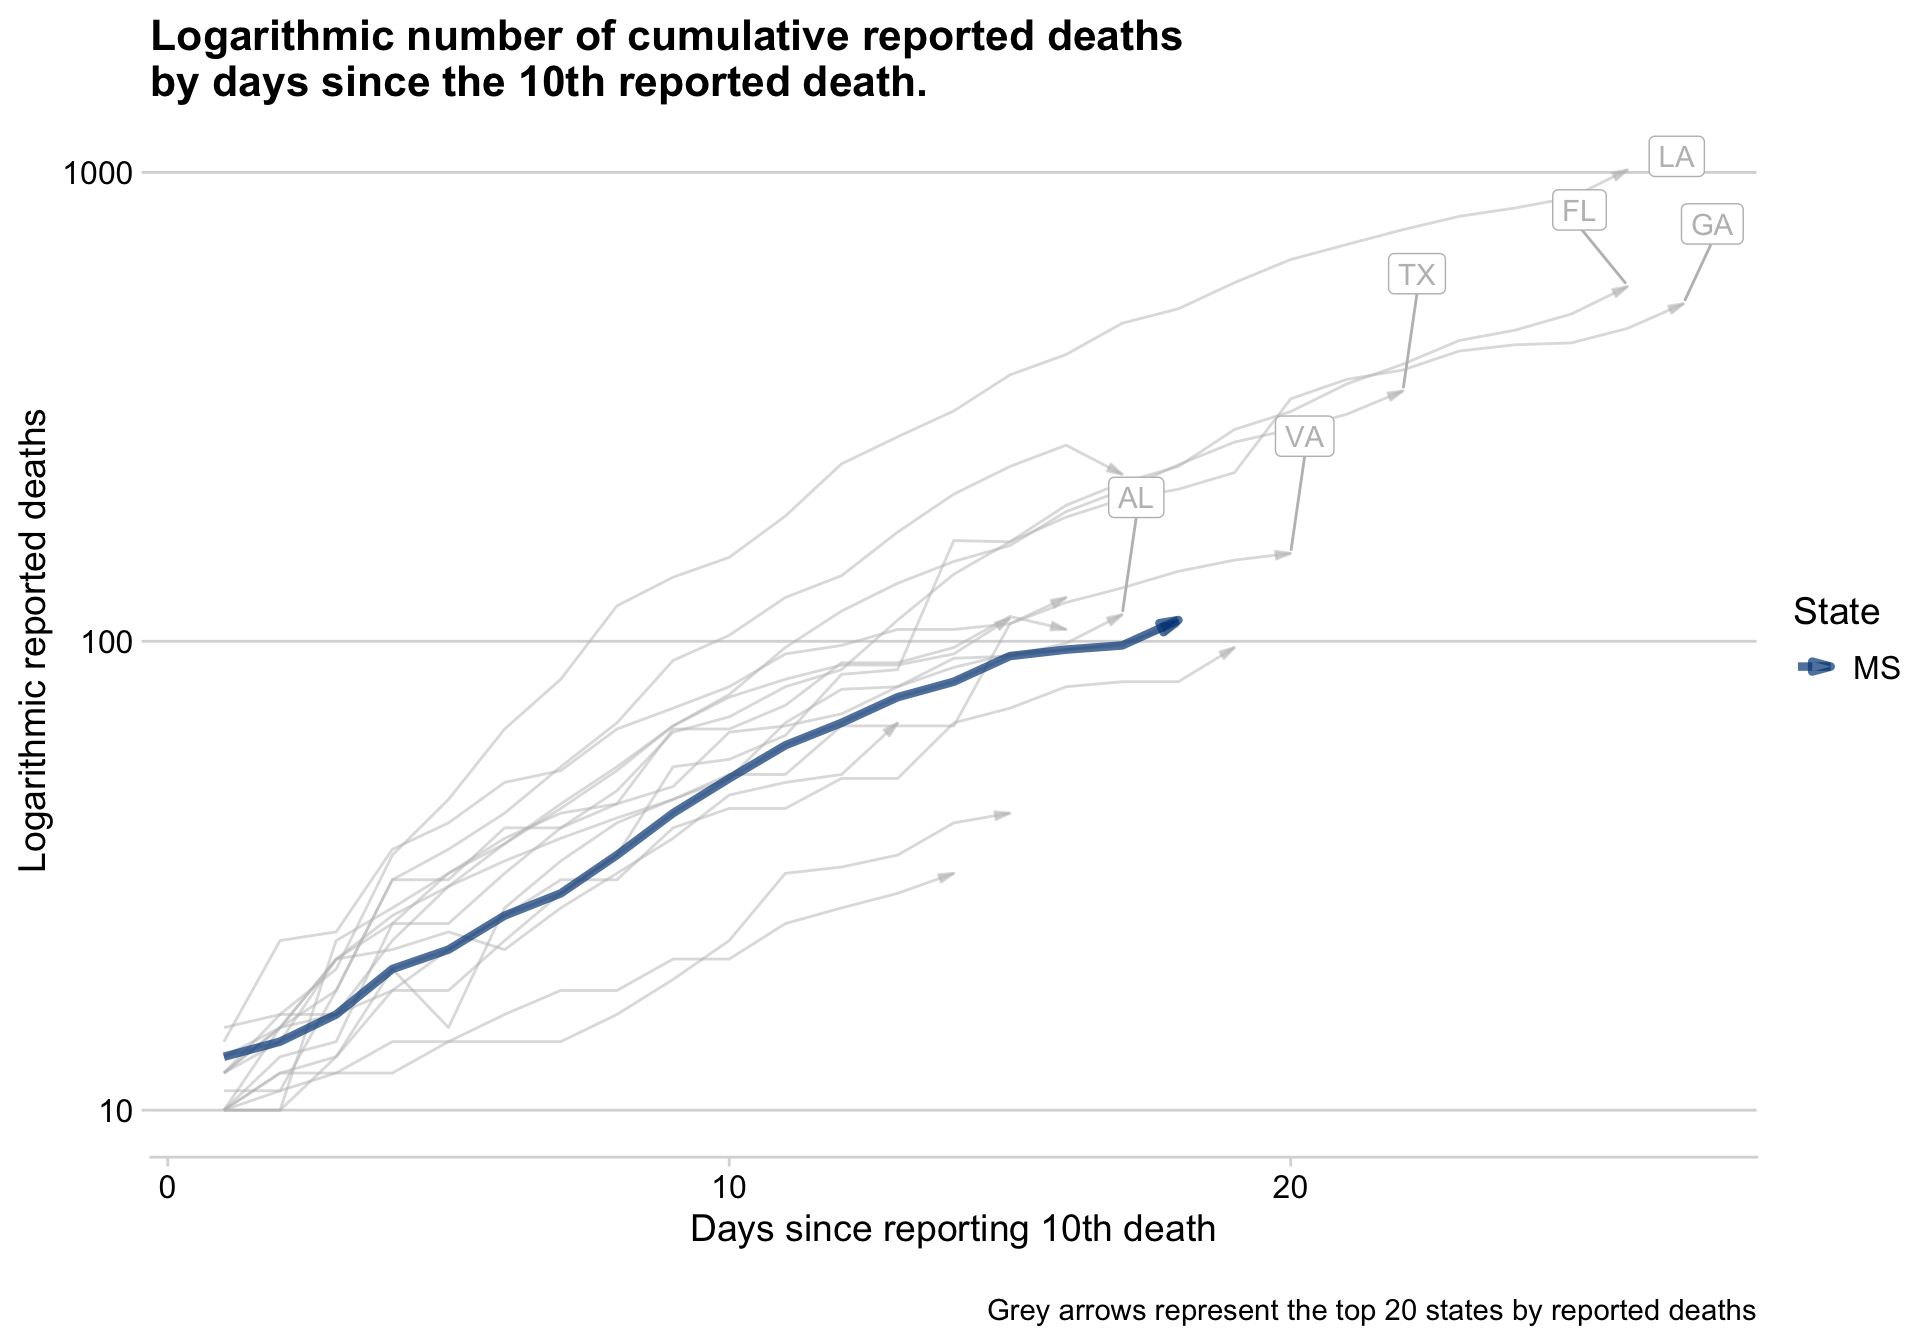 Logarithmic number of cumulative reported deaths
by days since the 10th reported death.
1000
100
10
Logarithmic reported deaths
LA
FL
GA
TX
VA
AL
State
MS
0
10
20
Days since reporting 10th death
Grey arrows represent the top 20 states by reported deaths